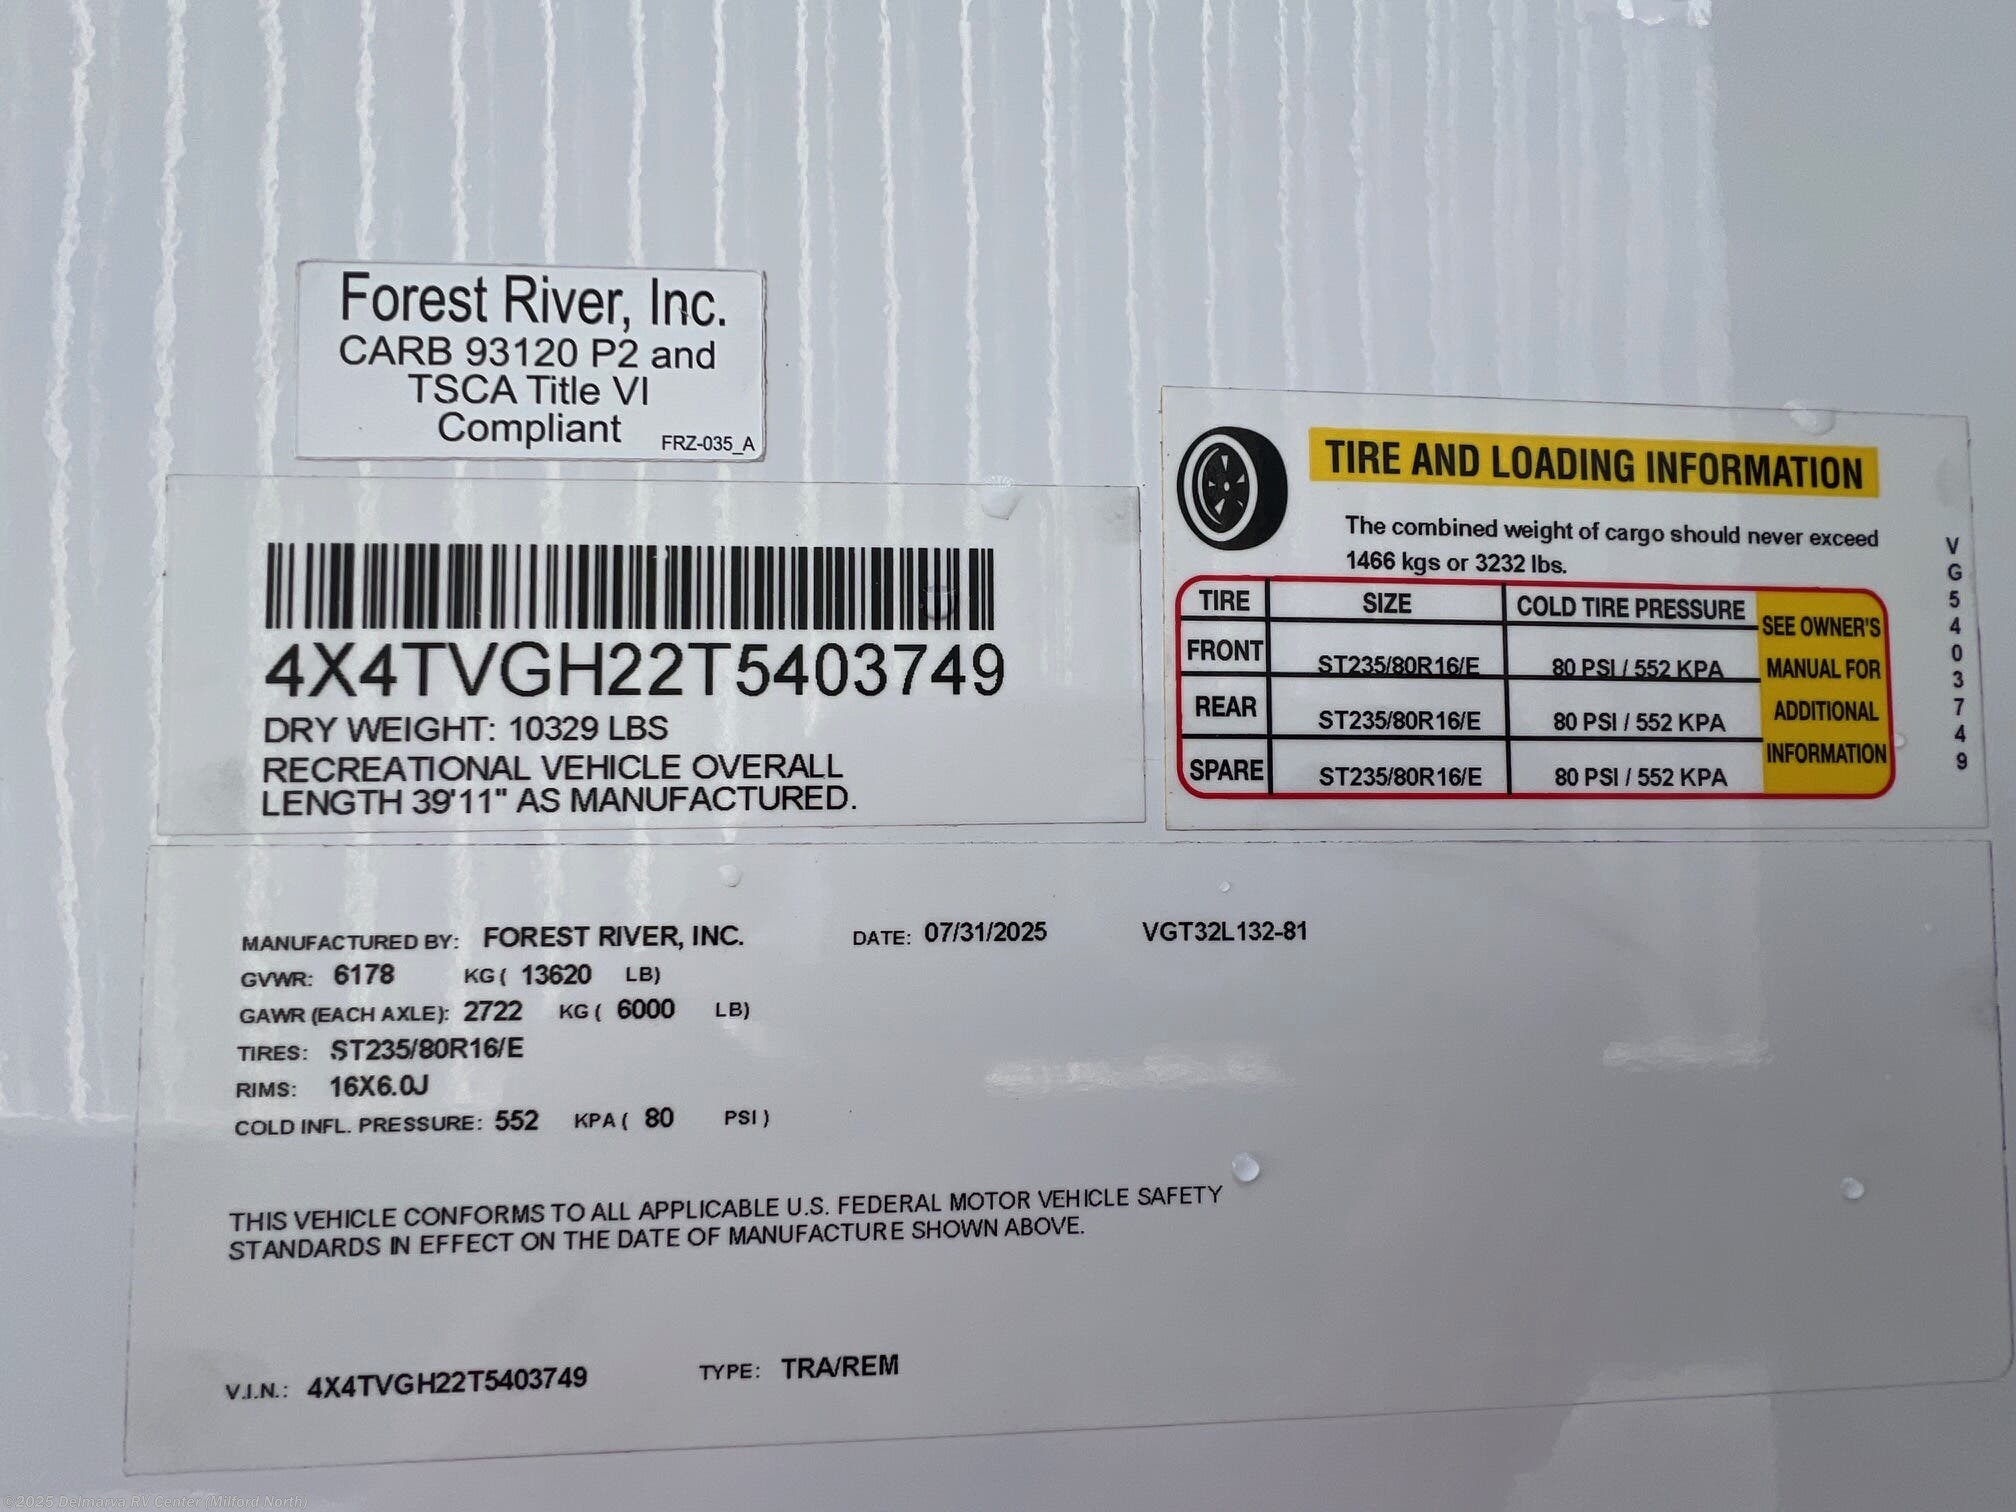 Forest River, Inc.
CARB 93120 P2 and
TSCA Title VI
Compliant FRZ-035_A
4X4TVGH22T5403749
DRY WEIGHT: 10329 LBS
RECREATIONAL VEHICLE OVERALL
LENGTH 39'11" AS MANUFACTURED.
TIRE AND LOADING INFORMATION
The combined weight of cargo should never exceed
1466 kgs or 3232 lbs.
TIRE SIZE COLD TIRE PRESSURE
FRONT ST235/80R16/E 80 PSI / 552 KPA
REAR ST235/80R16/E 80 PSI / 552 KPA
SPARE ST235/80R16/E 80 PSI / 552 KPA
SEE OWNER'S
MANUAL FOR
ADDITIONAL
INFORMATION
VG5403749
MANUFACTURED BY: FOREST RIVER, INC. DATE: 07/31/2025 VGT32L132-81
GVWR: 6178 KG ( 13620 LB)
GAWR (EACH AXLE): 2722 KG ( 6000 LB)
TIRES: ST235/80R16/E
RIMS: 16X6.0J
COLD INFL. PRESSURE: 552 KPA ( 80 PSI )
THIS VEHICLE CONFORMS TO ALL APPLICABLE U.S. FEDERAL MOTOR VEHICLE SAFETY
STANDARDS IN EFFECT ON THE DATE OF MANUFACTURE SHOWN ABOVE.
V.I.N.: 4X4TVGH22T5403749 TYPE: TRA/REM
©2025 Delmarva RV Center (Milford North)